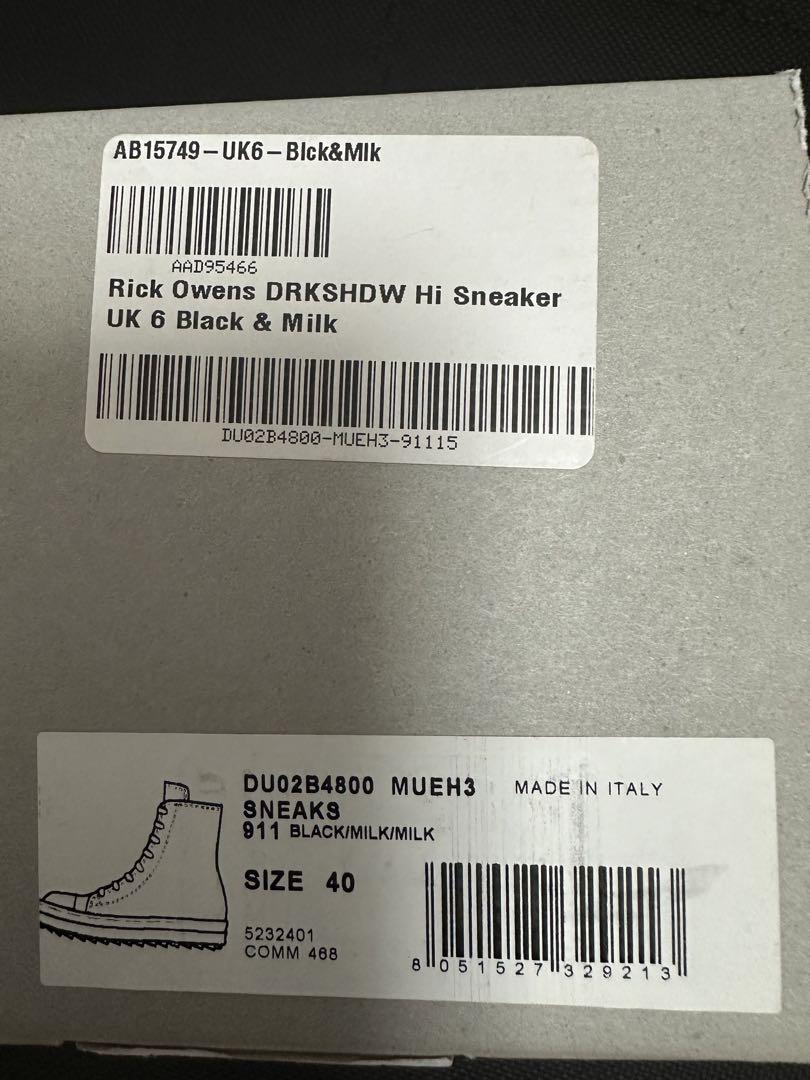 AB15749-UK6-Blck&Mlk
AAD95466
Rick Owens DRKSHDW Hi Sneaker
UK 6 Black & Milk
DU02B4800-MUEH3-91115
DU02B4800 MUEH3 MADE IN ITALY
SNEAKS
911 BLACK/MILK/MILK
SIZE 40
5232401
COMM 468
8 051527 329213